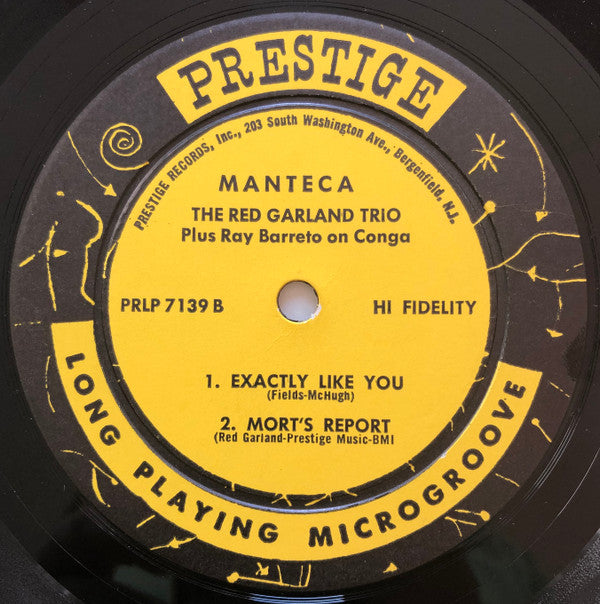 PRESTIGE
PRESTIGE RECORDS, Inc., 203 South Washington Ave., Bergenfield, N.J.
MANTECA
THE RED GARLAND TRIO
Plus Ray Barreto on Conga
PRLP 7139 B
HI FIDELITY
1. EXACTLY LIKE YOU
(Fields-McHugh)
2. MORT'S REPORT
(Red Garland-Prestige Music-BMI
LONG PLAYING MICROGROOVE